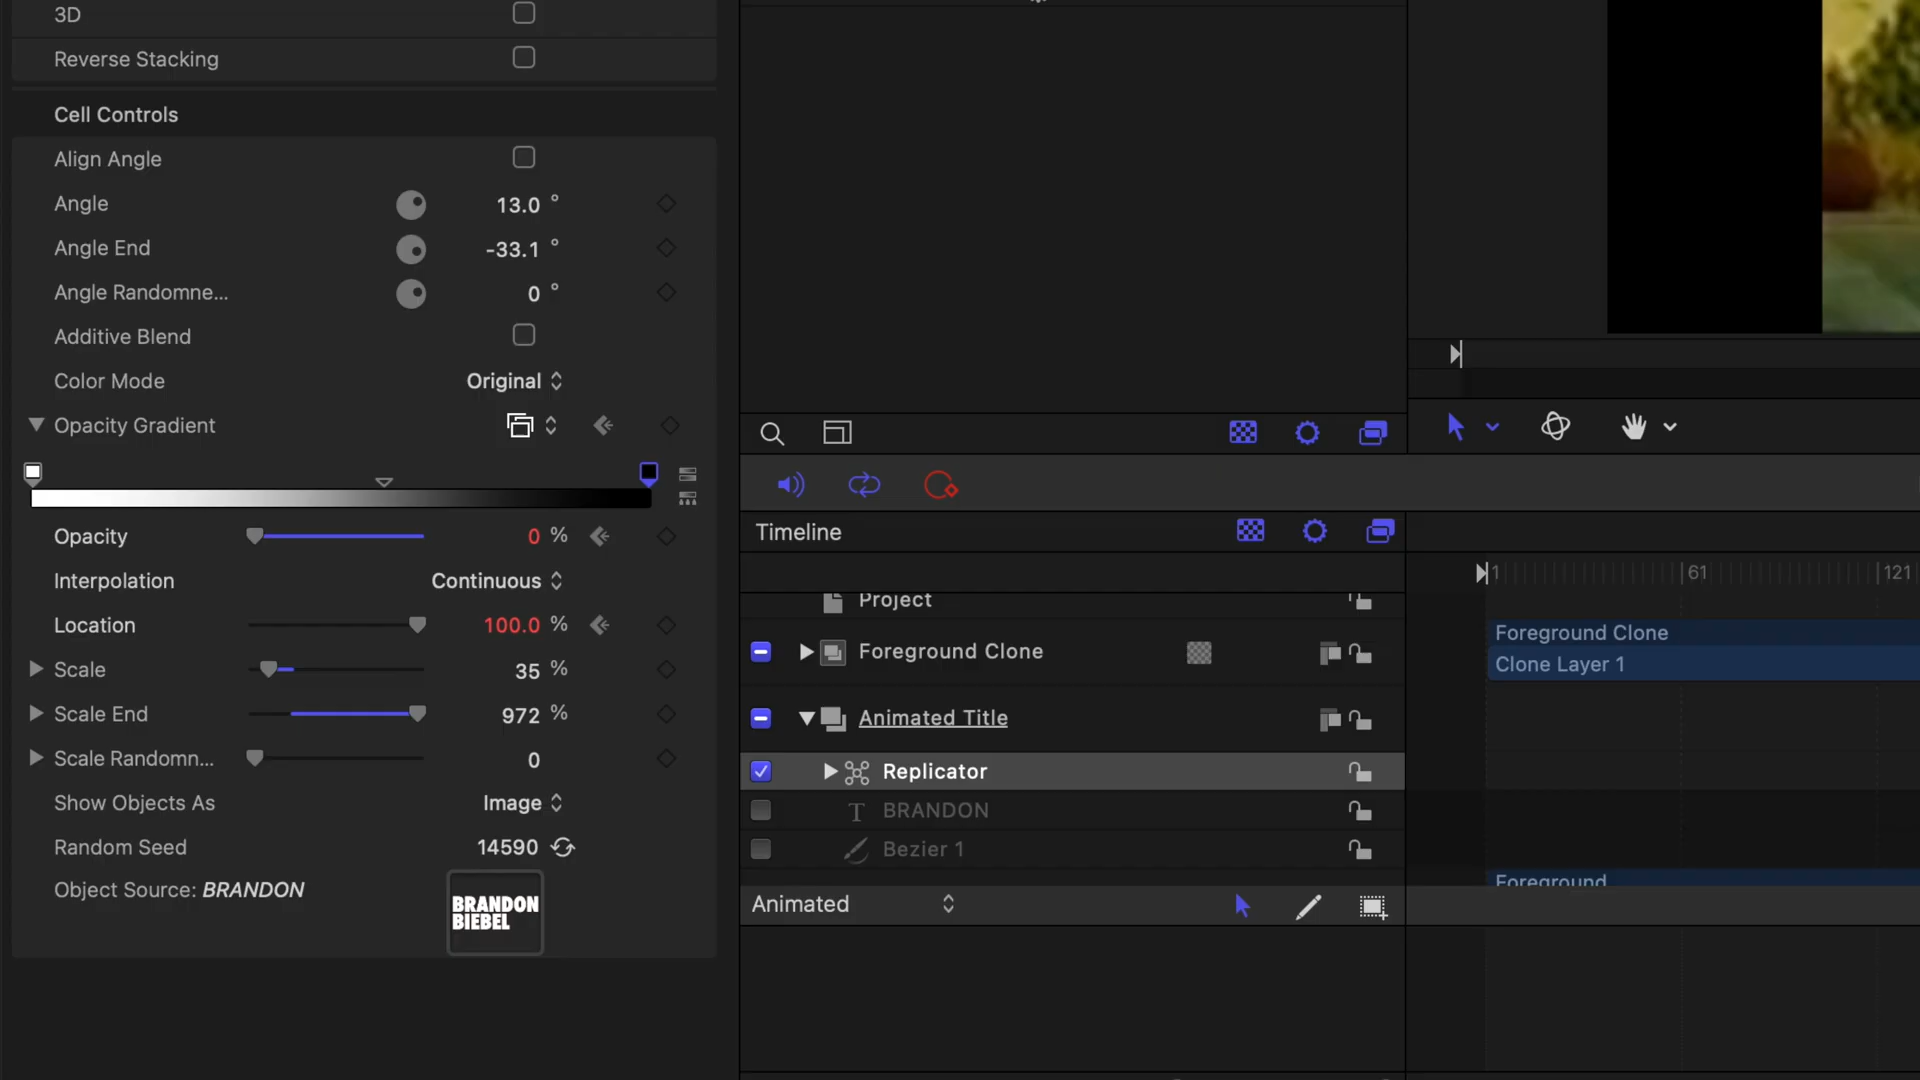 3D
Reverse Stacking
Cell Controls
Align Angle
Angle 13.0 °
Angle End -33.1 °
Angle Randomne... 0 °
Additive Blend
Color Mode Original
Opacity Gradient
Opacity 0 %
Interpolation Continuous
Location 100.0 %
Scale 35 %
Scale End 972 %
Scale Randomn... 0
Show Objects As Image
Random Seed 14590
Object Source: BRANDON
BRANDON
BIEBEL
Timeline
1 61 121
Project
Foreground Clone
Animated Title
Replicator
BRANDON
Bezier 1
Animated
Foreground Clone
Clone Layer 1
Foreground